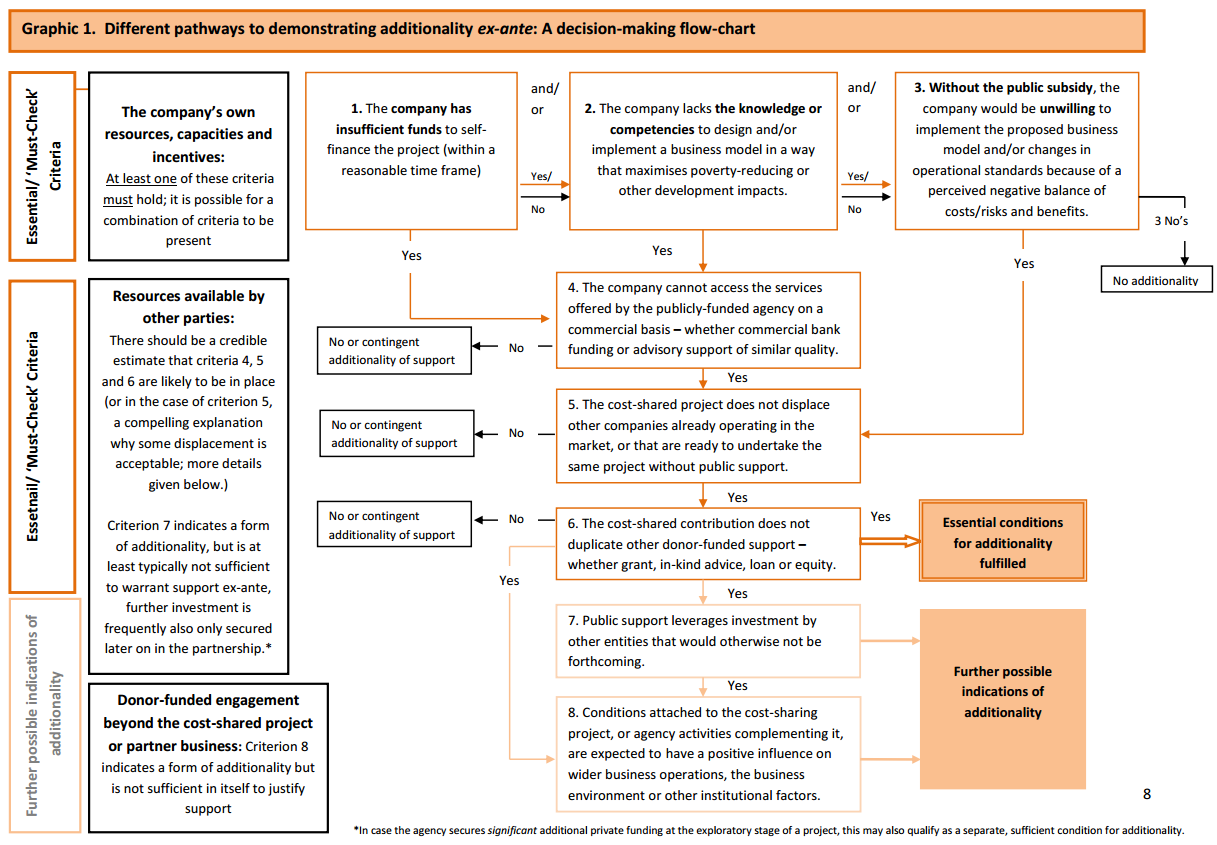 Graphic 1.  Different pathways to demonstrating additionality ex-ante: A decision-making flow-chart
Essential/ ‘Must-Check’
Criteria
The company’s own
resources, capacities and
incentives:
At least one of these criteria
must hold; it is possible for a
combination of criteria to be
present
1. The company has
insufficient funds to self-
finance the project (within a
reasonable time frame)
and/
or
Yes/
No
2. The company lacks the knowledge or
competencies to design and/or
implement a business model in a way
that maximises poverty-reducing or
other development impacts.
and/
or
Yes/
No
3. Without the public subsidy, the
company would be unwilling to
implement the proposed business
model and/or changes in
operational standards because of a
perceived negative balance of
costs/risks and benefits.
3 No’s
No additionality
Yes
Yes
Yes
Essetnail/ ‘Must-Check’ Criteria
Resources available by
other parties:
There should be a credible
estimate that criteria 4, 5
and 6 are likely to be in place
(or in the case of criterion 5,
a compelling explanation
why some displacement is
acceptable; more details
given below.)
Criterion 7 indicates a form
of additionality, but is at
least typically not sufficient
to warrant support ex-ante,
further investment is
frequently also only secured
later on in the partnership.*
4. The company cannot access the services
offered by the publicly-funded agency on a
commercial basis – whether commercial bank
funding or advisory support of similar quality.
No
No or contingent
additionality of support
Yes
5. The cost-shared project does not displace
other companies already operating in the
market, or that are ready to undertake the
same project without public support.
No
No or contingent
additionality of support
Yes
6. The cost-shared contribution does not
duplicate other donor-funded support –
whether grant, in-kind advice, loan or equity.
No
No or contingent
additionality of support
Yes
Essential conditions
for additionality
fulfilled
Yes
Yes
Further possible indications of
additionality
7. Public support leverages investment by
other entities that would otherwise not be
forthcoming.
Yes
Further possible
indications of
additionality
Donor-funded engagement
beyond the cost-shared project
or partner business: Criterion 8
indicates a form of additionality but
is not sufficient in itself to justify
support
8. Conditions attached to the cost-sharing
project, or agency activities complementing it,
are expected to have a positive influence on
wider business operations, the business
environment or other institutional factors.
8
*In case the agency secures significant additional private funding at the exploratory stage of a project, this may also qualify as a separate, sufficient condition for additionality.